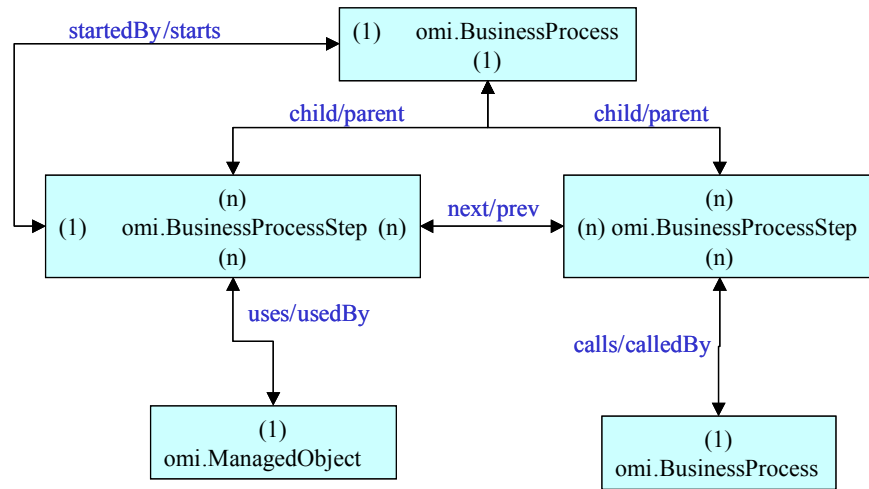 startedBy/starts
(1) omi.BusinessProcess
(1)
child/parent child/parent
(n) (n)
(1) omi.BusinessProcessStep (n) next/prev (n) omi.BusinessProcessStep
(n) (n)
uses/usedBy
calls/calledBy
(1) (1)
omi.ManagedObject omi.BusinessProcess